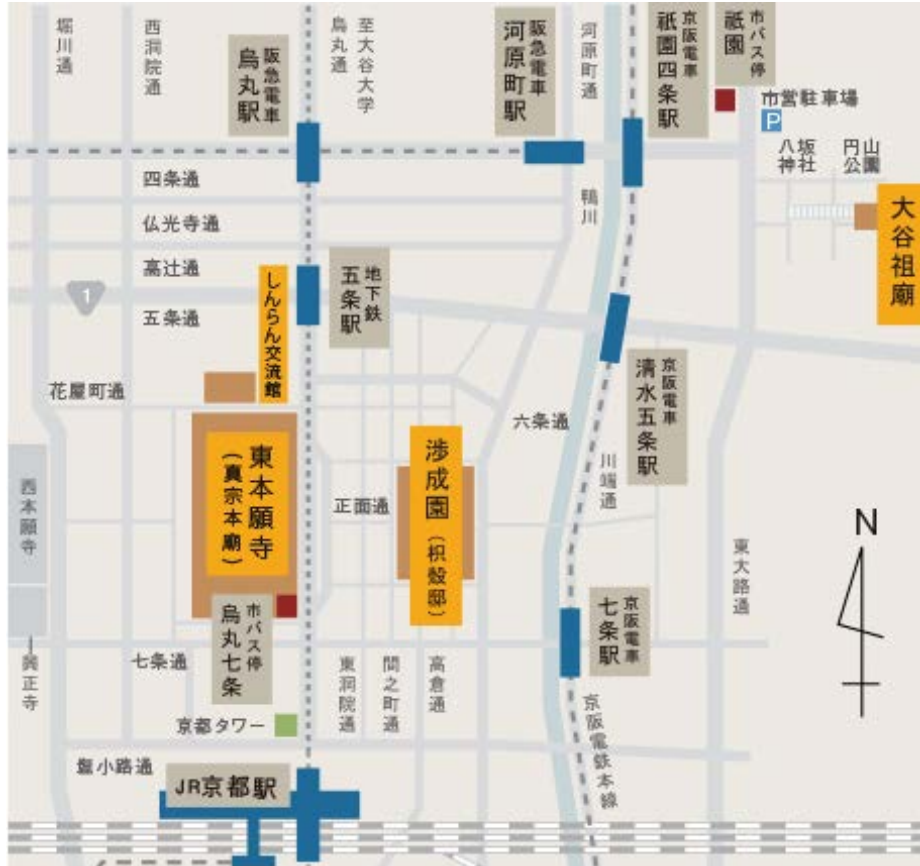 堀川通
西洞院通
阪急電車
烏丸駅
烏丸通
至大谷大学
阪急電車
河原町駅
河原町通
京阪電車
祇園四条駅
市バス停
祇園
市営駐車場
P
八坂神社
円山公園
大谷祖廟
四条通
仏光寺通
高辻通
五条通
1
地下鉄
五条駅
鴨川
しんらん交流館
花屋町通
京阪電車
清水五条駅
六条通
川端通
東本願寺
（真宗本廟）
渉成園（枳殻邸）
正面通
西本願寺
興正寺
N
東大路通
市バス停
烏丸七条
京阪電車
七条駅
七条通
東洞院通
間之町通
高倉通
京都タワー
京阪電鉄本線
塩小路通
JR京都駅